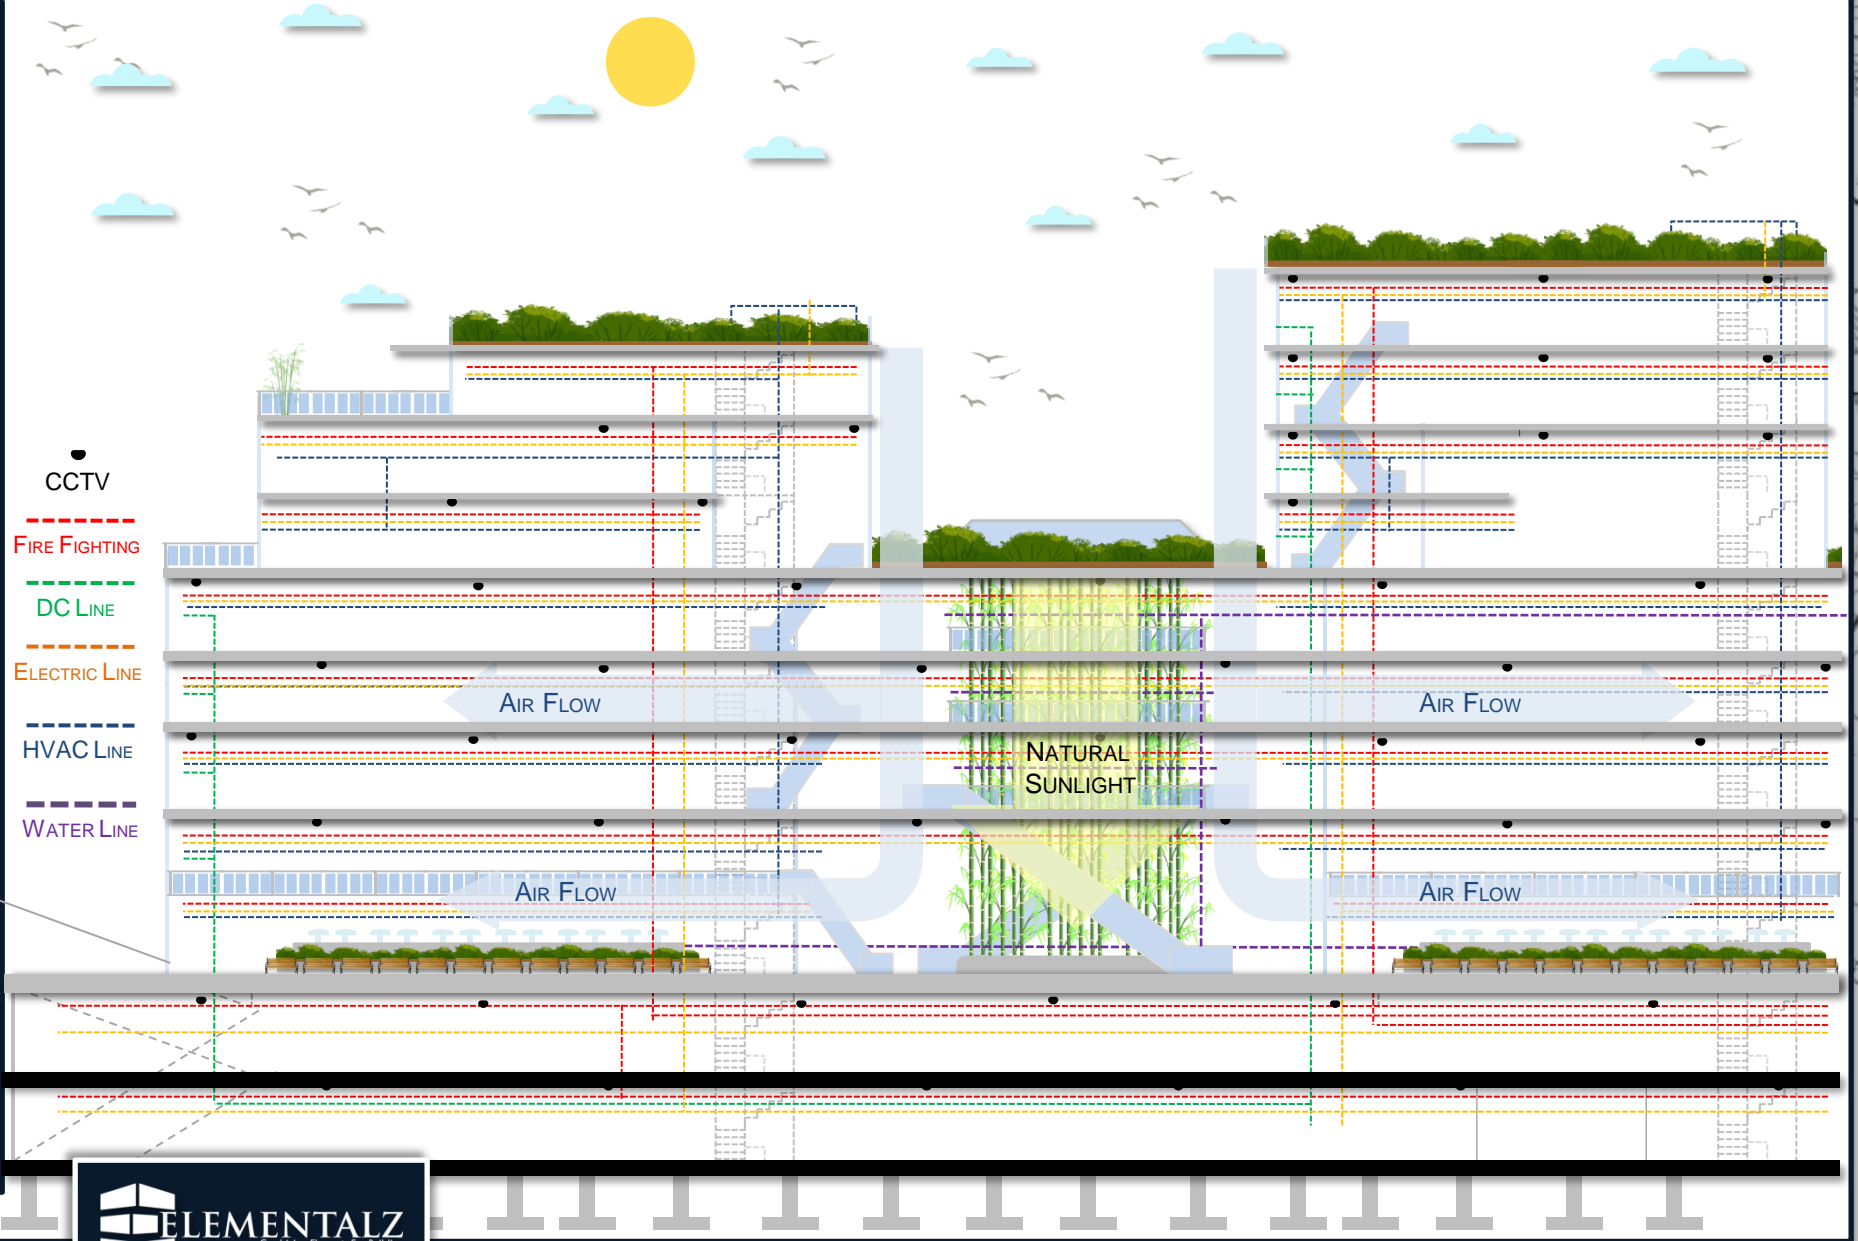 CCTV
FIRE FIGHTING
DC LINE
ELECTRIC LINE
HVAC LINE
WATER LINE
AIR FLOW
AIR FLOW
NATURAL
SUNLIGHT
AIR FLOW
AIR FLOW
ELEMENTALZ